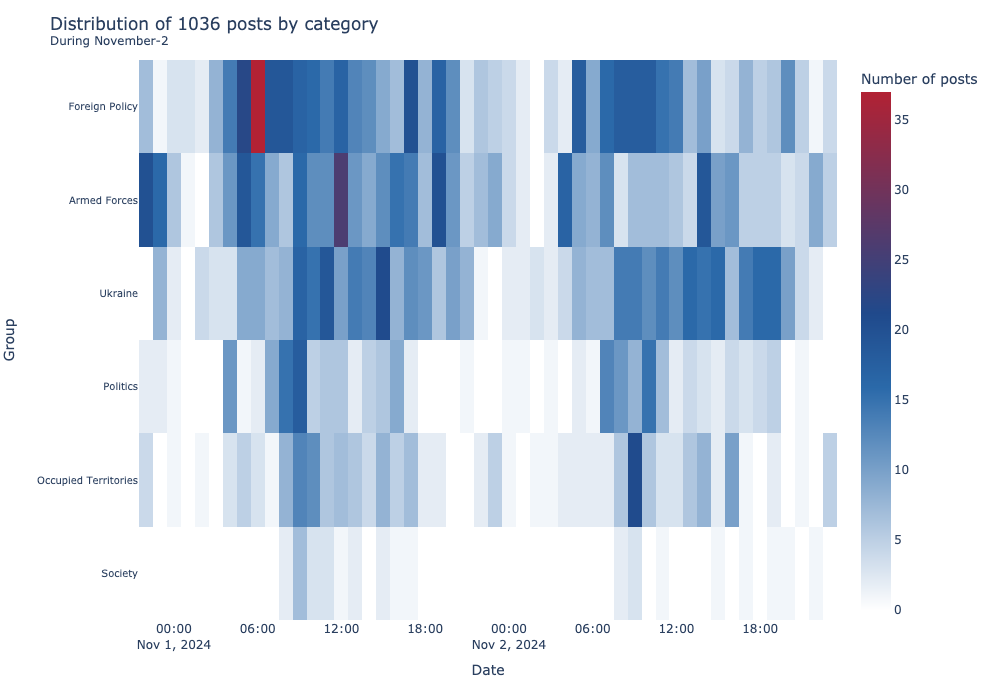 Distribution of 1036 posts by category
During November-2
Number of posts
Foreign Policy
Armed Forces
Ukraine
Politics
Occupied Territories
Society
Group
35
30
25
20
15
10
5
0
00:00 06:00 12:00 18:00 00:00 06:00 12:00 18:00
Nov 1, 2024 Nov 2, 2024
Date